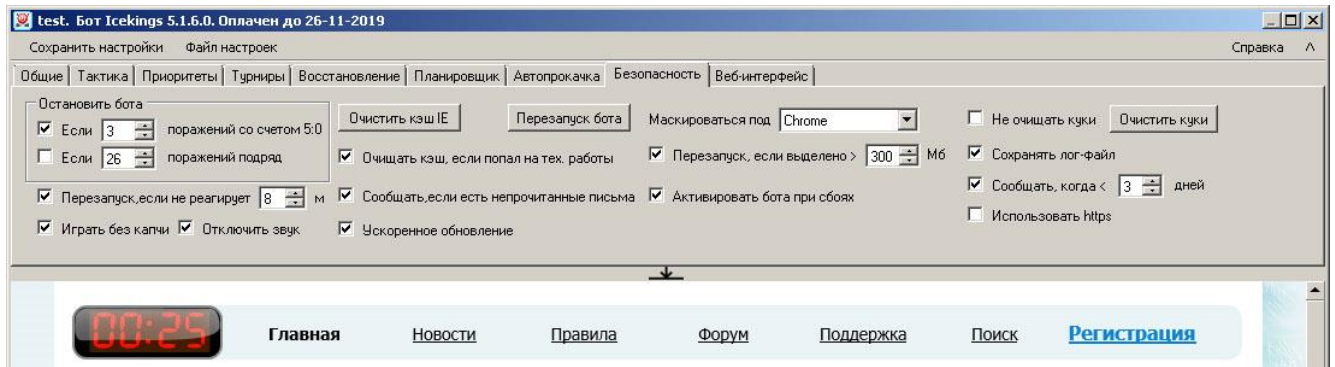 test. Бот Icekings 5.1.6.0. Оплачен до 26-11-2019
Сохранить настройки Файл настроек Справка ^
Общие Тактика Приоритеты Турниры Восстановление Планировщик Автопрокачка Безопасность Веб-интерфейс
Остановить бота
Если 3 поражений со счетом 5:0
Если 26 поражений подряд
Перезапуск,если не реагирует 8 м
Играть без капчи Отключить звук
Очистить кэш IE Перезапуск бота
Очищать кэш, если попал на тех. работы
Сообщать,если есть непрочитанные письма
Ускоренное обновление
Маскироваться под Chrome
Перезапуск, если выделено > 300 Мб
Активировать бота при сбоях
Не очищать куки Очистить куки
Сохранять лог-файл
Сообщать, когда < 3 дней
Использовать https
00:25 Главная Новости Правила Форум Поддержка Поиск Регистрация